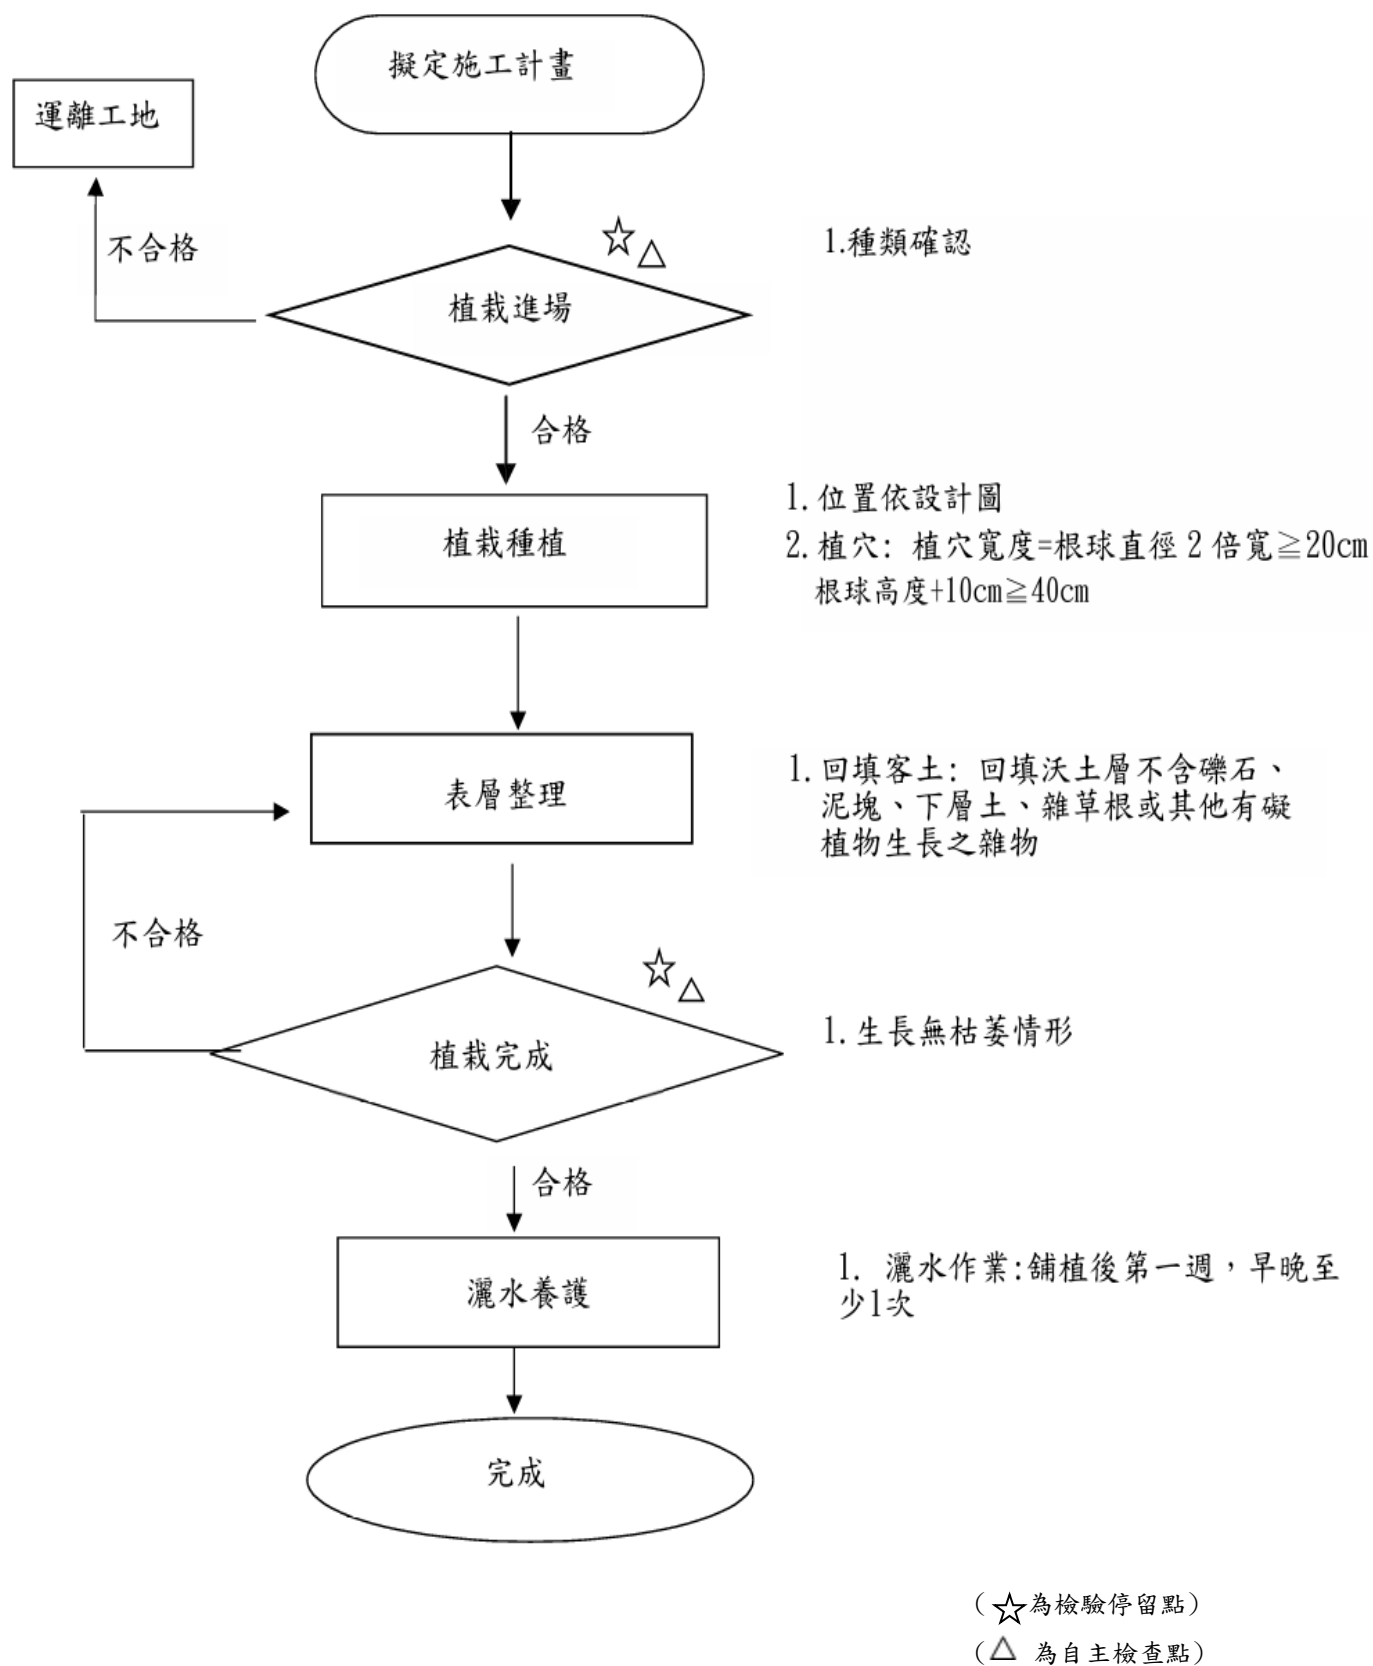 擬定施工計畫
運離工地
不合格
☆△
1.種類確認
植栽進場
合格
植栽種植
1.位置依設計圖
2.植穴: 植穴寬度=根球直徑2倍寬≧20cm
根球高度+10cm≧40cm
表層整理
1.回填客土: 回填沃土層不含礫石、
泥塊、下層土、雜草根或其他有礙
植物生長之雜物
不合格
☆△
植栽完成
1.生長無枯萎情形
合格
灑水養護
1. 灑水作業:舖植後第一週，早晚至
少1次
完成
（☆為檢驗停留點）
（△ 為自主檢查點）